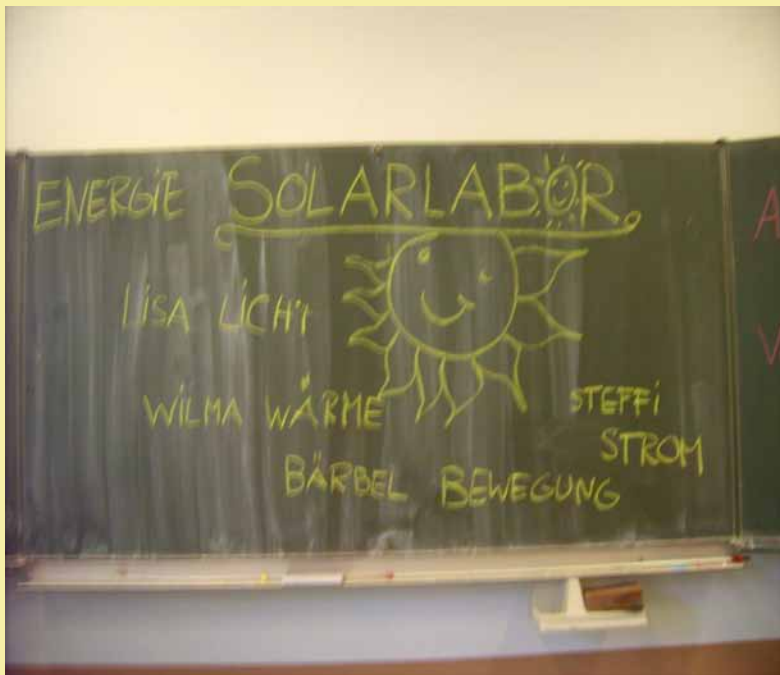 ENERGiE SOLARLABOR
LiSA LiCHT
WiLMA WÄRME
STEFFi
STROM
BÄRBEL BEWEGUNG
A
V